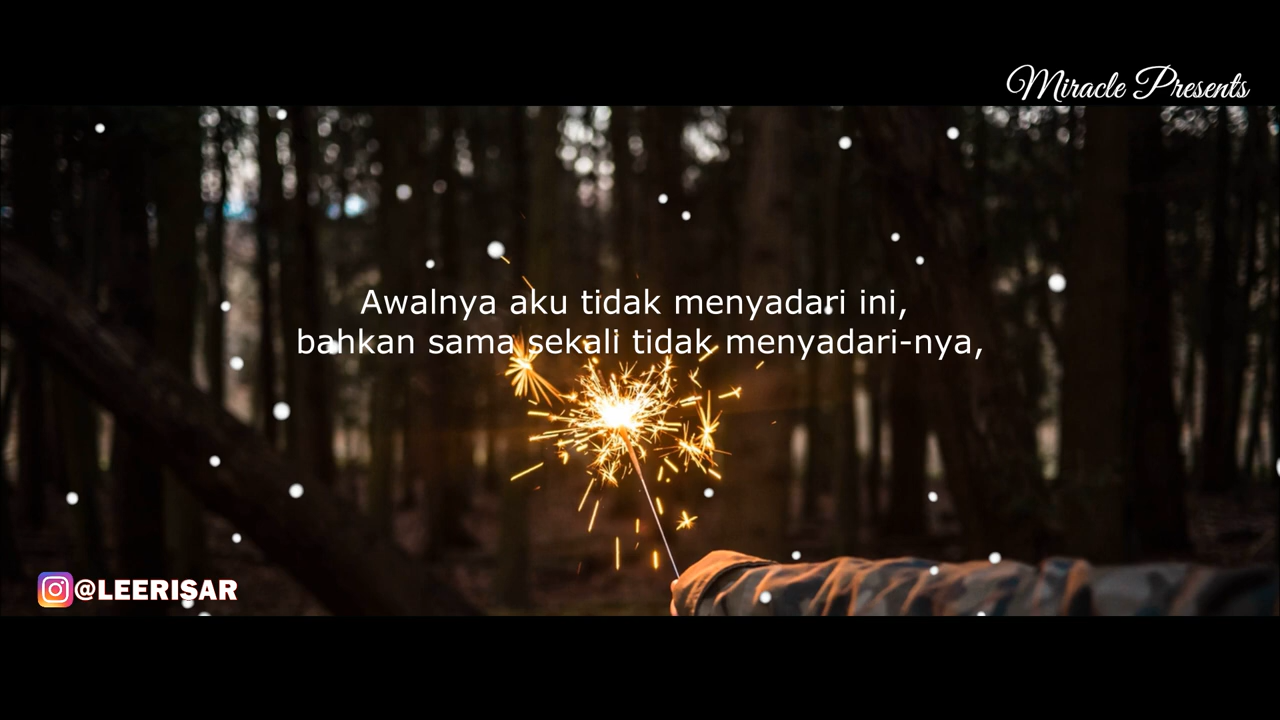 Miracle Presents
Awalnya aku tidak menyadari ini,
bahkan sama sekali tidak menyadari-nya,
@LEERISAR